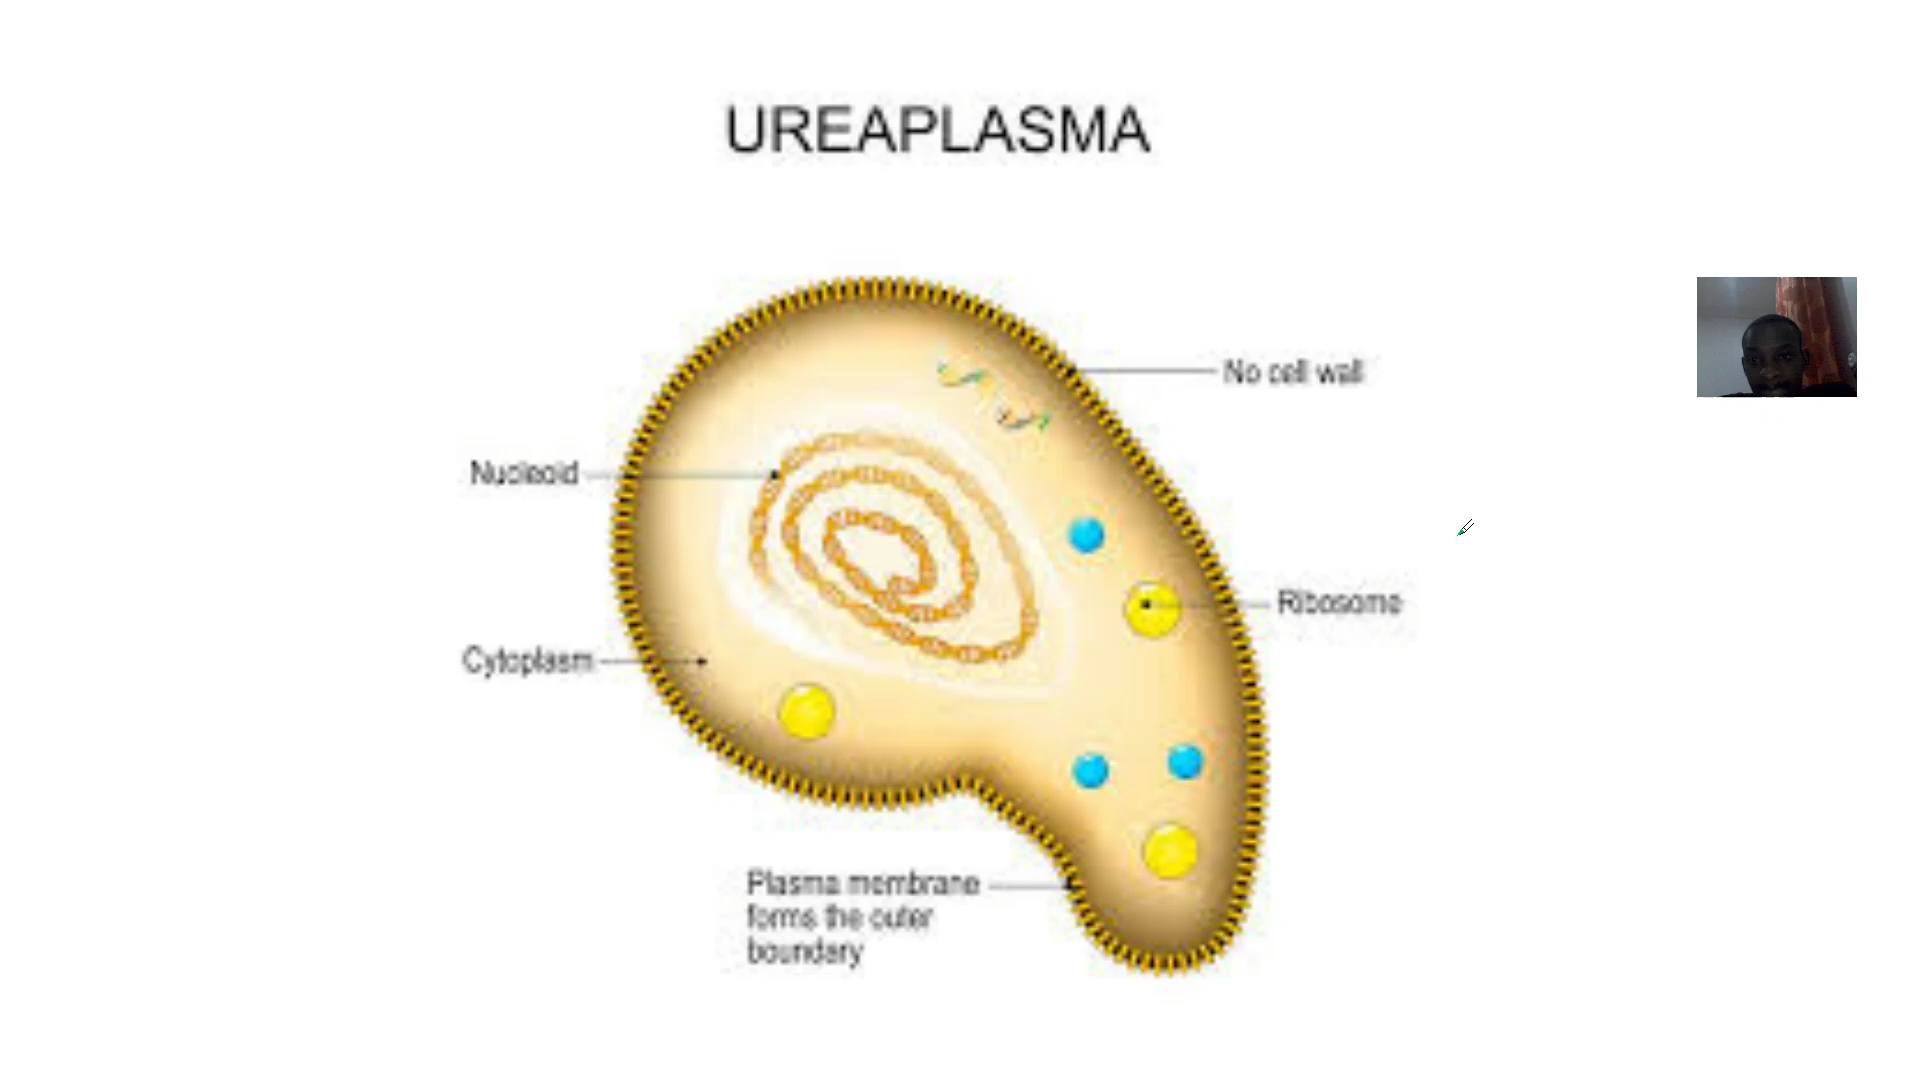 UREAPLASMA
No cell wall
Nucleoid
Ribosome
Cytoplasm
Plasma membrane
forms the outer
boundary